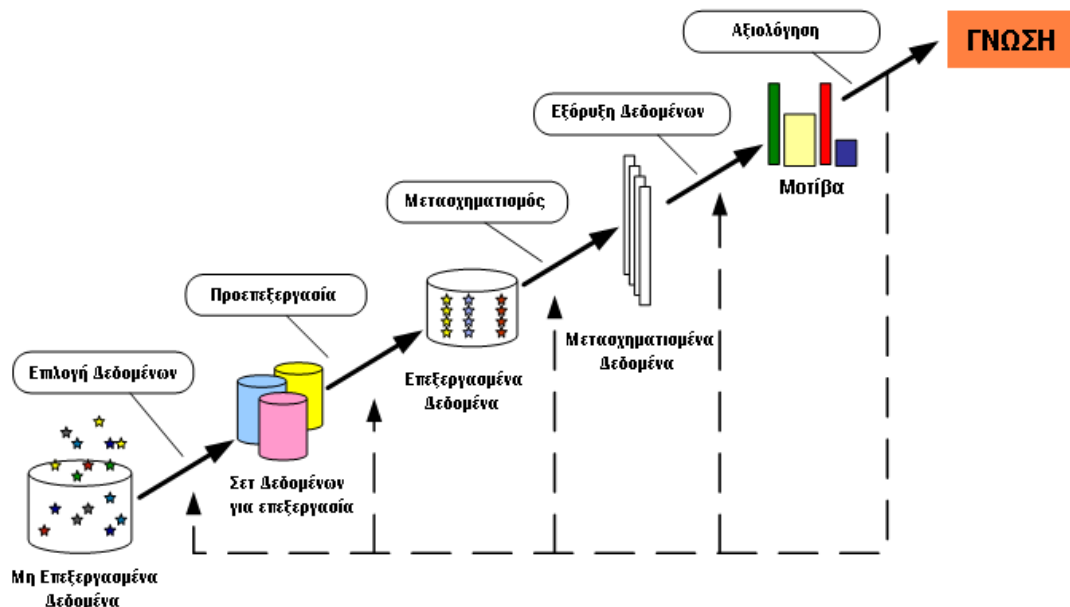 Αξιολόγηση
ΓΝΩΣΗ
Εξόρυξη Δεδομένων
Μοτίβα
Μετασχηματισμός
Προεπεξεργασία
Μετασχηματισμένα
Δεδομένα
Επιλογή Δεδομένων
Επεξεργασμένα
Δεδομένα
Σετ Δεδομένων
για επεξεργασία
Μη Επεξεργασμένα
Δεδομένα